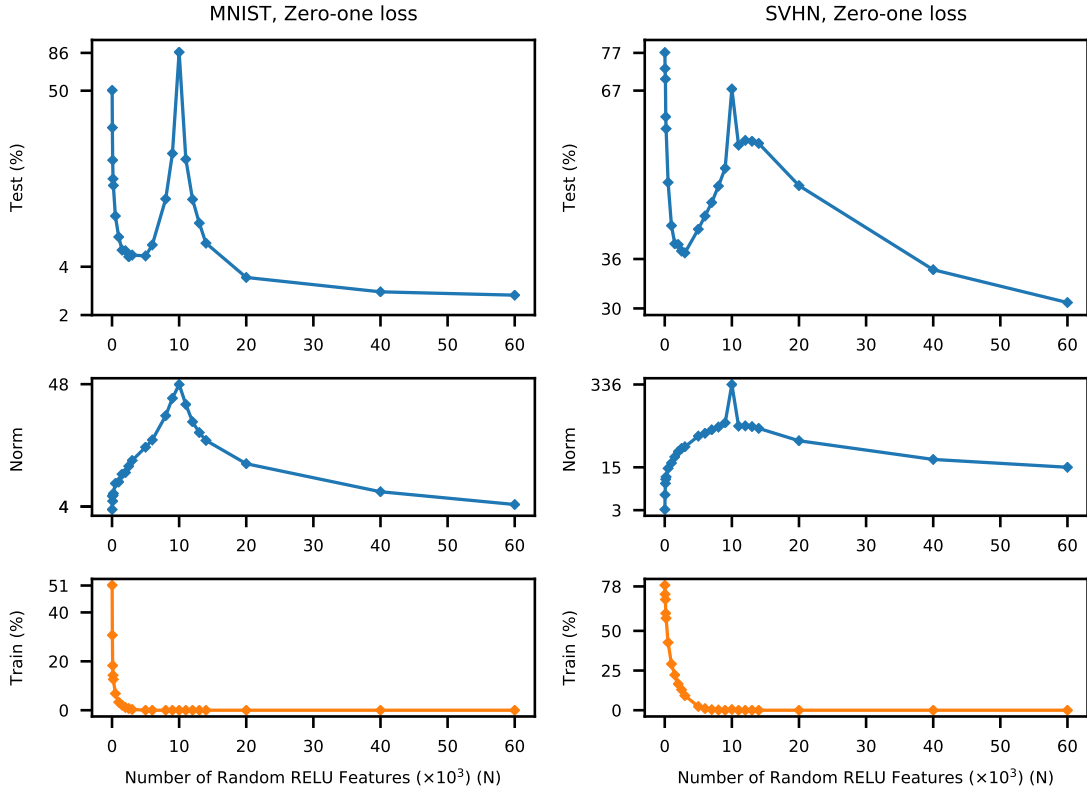 MNIST, Zero-one loss
86
50
4
2
Test (%)
0 10 20 30 40 50 60
48
4
Norm
0 10 20 30 40 50 60
51
40
20
0
Train (%)
0 10 20 30 40 50 60
Number of Random RELU Features (×10³) (N)
SVHN, Zero-one loss
77
67
36
30
Test (%)
0 10 20 30 40 50 60
336
15
3
Norm
0 10 20 30 40 50 60
78
50
25
0
Train (%)
0 10 20 30 40 50 60
Number of Random RELU Features (×10³) (N)